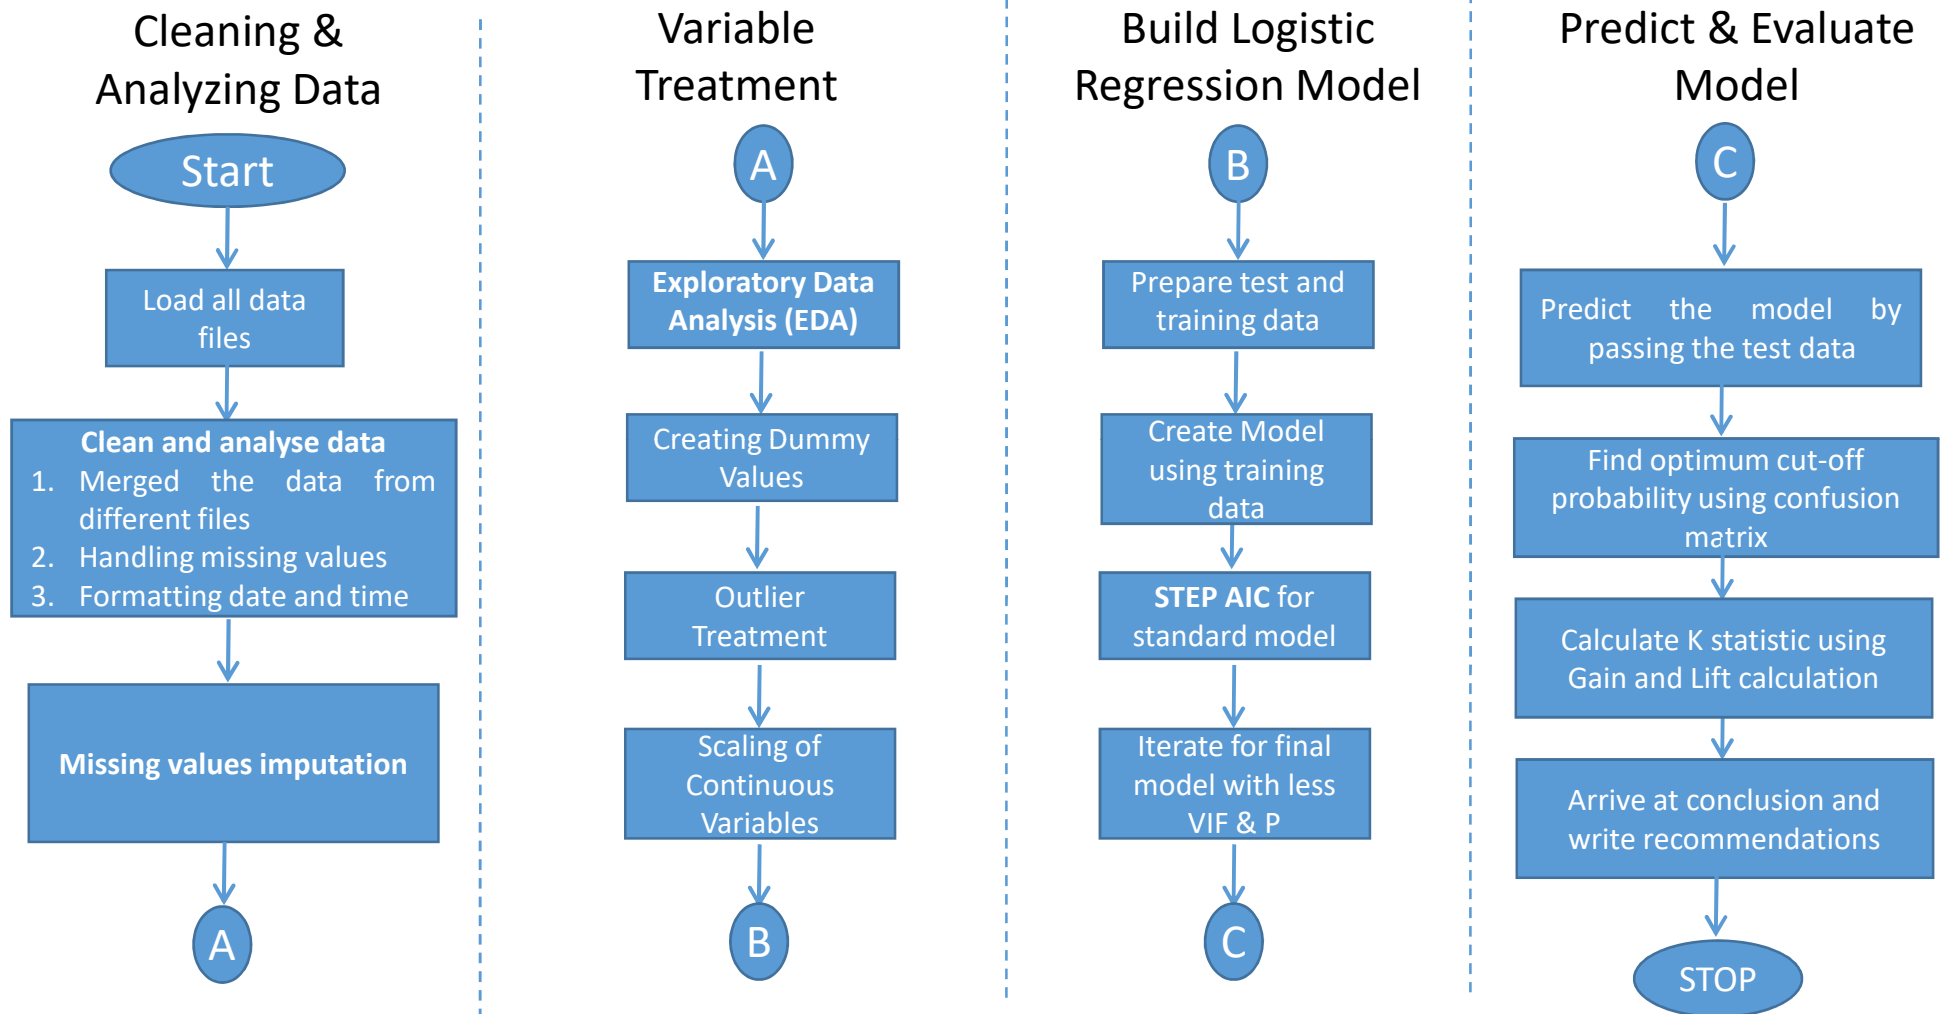 Cleaning &
Analyzing Data
Start
Load all data
files
Clean and analyse data
1. Merged the data from
different files
2. Handling missing values
3. Formatting date and time
Missing values imputation
A
Variable
Treatment
A
Exploratory Data
Analysis (EDA)
Creating Dummy
Values
Outlier
Treatment
Scaling of
Continuous
Variables
B
Build Logistic
Regression Model
B
Prepare test and
training data
Create Model
using training
data
STEP AIC for
standard model
Iterate for final
model with less
VIF & P
C
Predict & Evaluate
Model
C
Predict the model by
passing the test data
Find optimum cut-off
probability using confusion
matrix
Calculate K statistic using
Gain and Lift calculation
Arrive at conclusion and
write recommendations
STOP